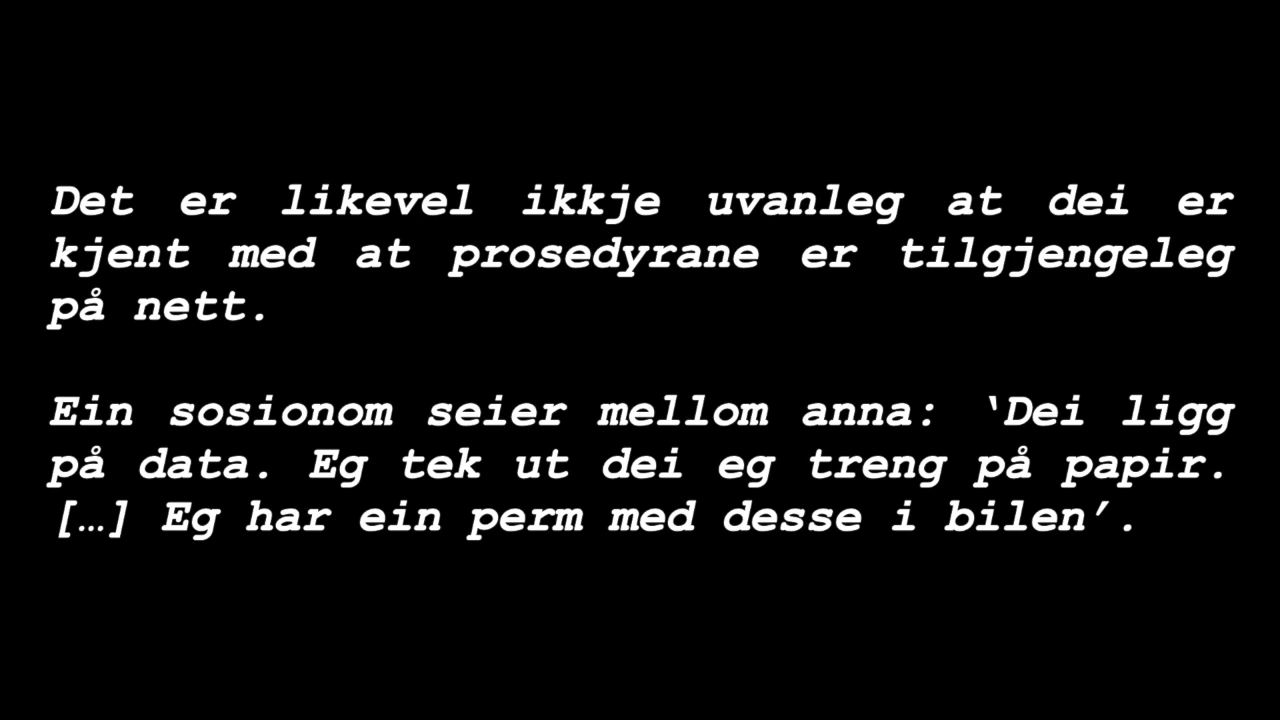 Det er likevel ikkje uvanleg at dei er
kjent med at prosedyrane er tilgjengeleg
på nett.
Ein sosionom seier mellom anna: ‘Dei ligg
på data. Eg tek ut dei eg treng på papir.
[…] Eg har ein perm med desse i bilen’.